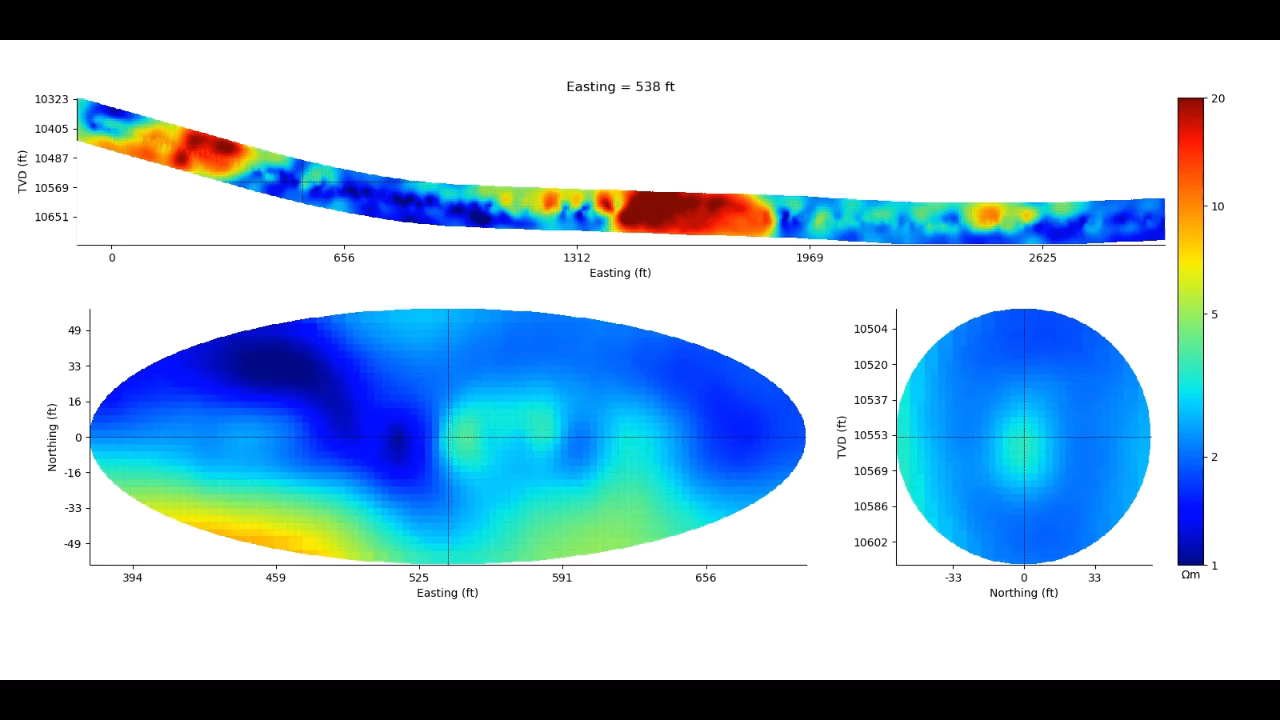 Easting = 538 ft
10323
10405
10487
10569
10651
TVD (ft)
0 656 1312 1969 2625
Easting (ft)
20
10
5
2
1
Ωm
49
33
16
0
-16
-33
-49
Northing (ft)
394 459 525 591 656
Easting (ft)
10504
10520
10537
10553
10569
10586
10602
TVD (ft)
-33 0 33
Northing (ft)